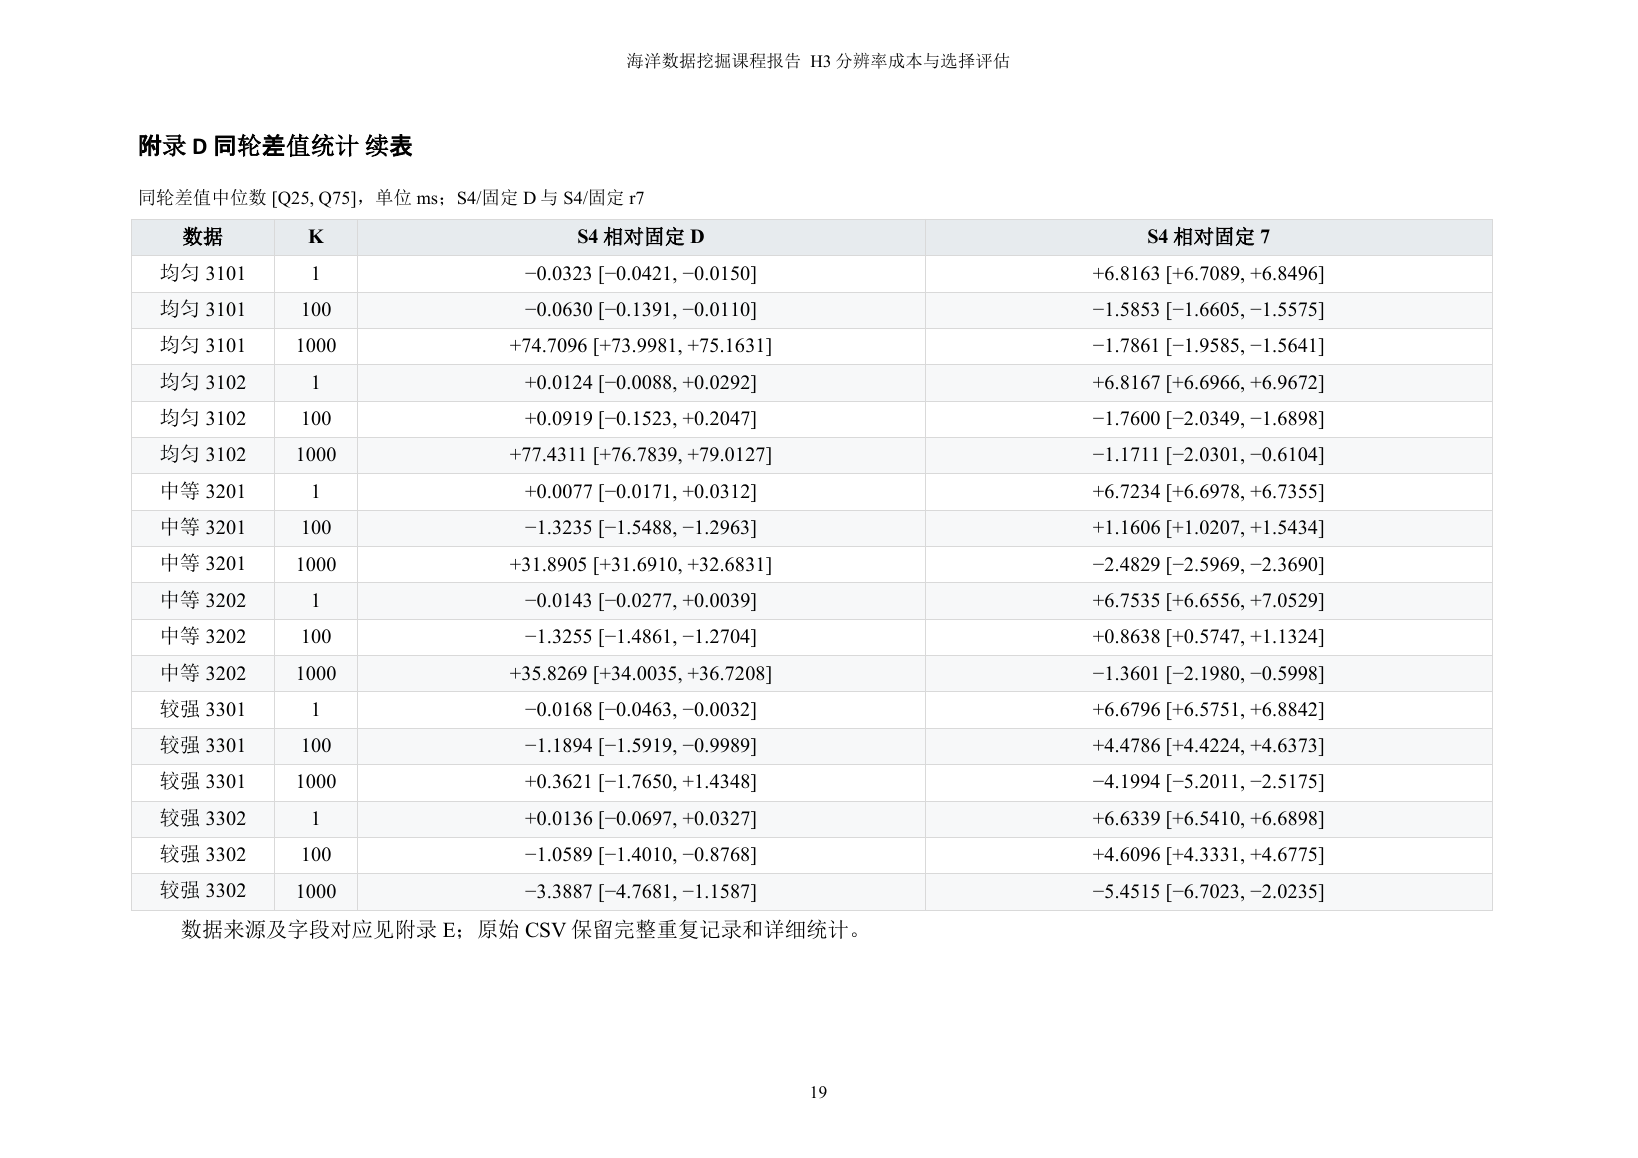 海洋数据挖掘课程报告 H3 分辨率成本与选择评估
附录 D 同轮差值统计 续表
同轮差值中位数 [Q25, Q75]，单位 ms；S4/固定 D 与 S4/固定 r7
数据 K S4 相对固定 D S4 相对固定 7
均匀 3101 1 −0.0323 [−0.0421, −0.0150] +6.8163 [+6.7089, +6.8496]
均匀 3101 100 −0.0630 [−0.1391, −0.0110] −1.5853 [−1.6605, −1.5575]
均匀 3101 1000 +74.7096 [+73.9981, +75.1631] −1.7861 [−1.9585, −1.5641]
均匀 3102 1 +0.0124 [−0.0088, +0.0292] +6.8167 [+6.6966, +6.9672]
均匀 3102 100 +0.0919 [−0.1523, +0.2047] −1.7600 [−2.0349, −1.6898]
均匀 3102 1000 +77.4311 [+76.7839, +79.0127] −1.1711 [−2.0301, −0.6104]
中等 3201 1 +0.0077 [−0.0171, +0.0312] +6.7234 [+6.6978, +6.7355]
中等 3201 100 −1.3235 [−1.5488, −1.2963] +1.1606 [+1.0207, +1.5434]
中等 3201 1000 +31.8905 [+31.6910, +32.6831] −2.4829 [−2.5969, −2.3690]
中等 3202 1 −0.0143 [−0.0277, +0.0039] +6.7535 [+6.6556, +7.0529]
中等 3202 100 −1.3255 [−1.4861, −1.2704] +0.8638 [+0.5747, +1.1324]
中等 3202 1000 +35.8269 [+34.0035, +36.7208] −1.3601 [−2.1980, −0.5998]
较强 3301 1 −0.0168 [−0.0463, −0.0032] +6.6796 [+6.5751, +6.8842]
较强 3301 100 −1.1894 [−1.5919, −0.9989] +4.4786 [+4.4224, +4.6373]
较强 3301 1000 +0.3621 [−1.7650, +1.4348] −4.1994 [−5.2011, −2.5175]
较强 3302 1 +0.0136 [−0.0697, +0.0327] +6.6339 [+6.5410, +6.6898]
较强 3302 100 −1.0589 [−1.4010, −0.8768] +4.6096 [+4.3331, +4.6775]
较强 3302 1000 −3.3887 [−4.7681, −1.1587] −5.4515 [−6.7023, −2.0235]
数据来源及字段对应见附录 E；原始 CSV 保留完整重复记录和详细统计。
19